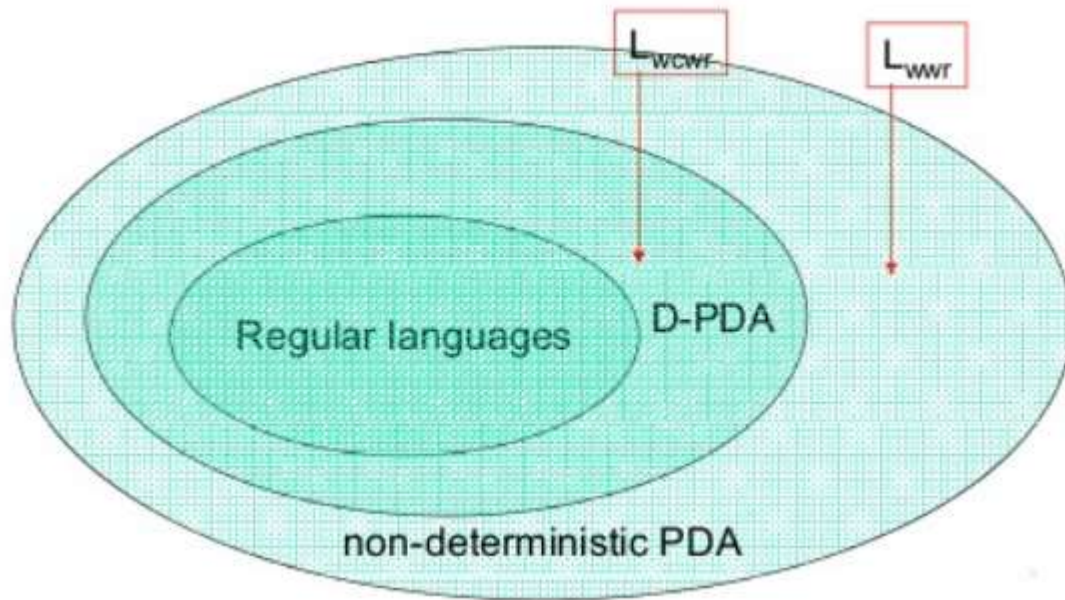 Lwcwr
Lwwr
D-PDA
Regular languages
non-deterministic PDA